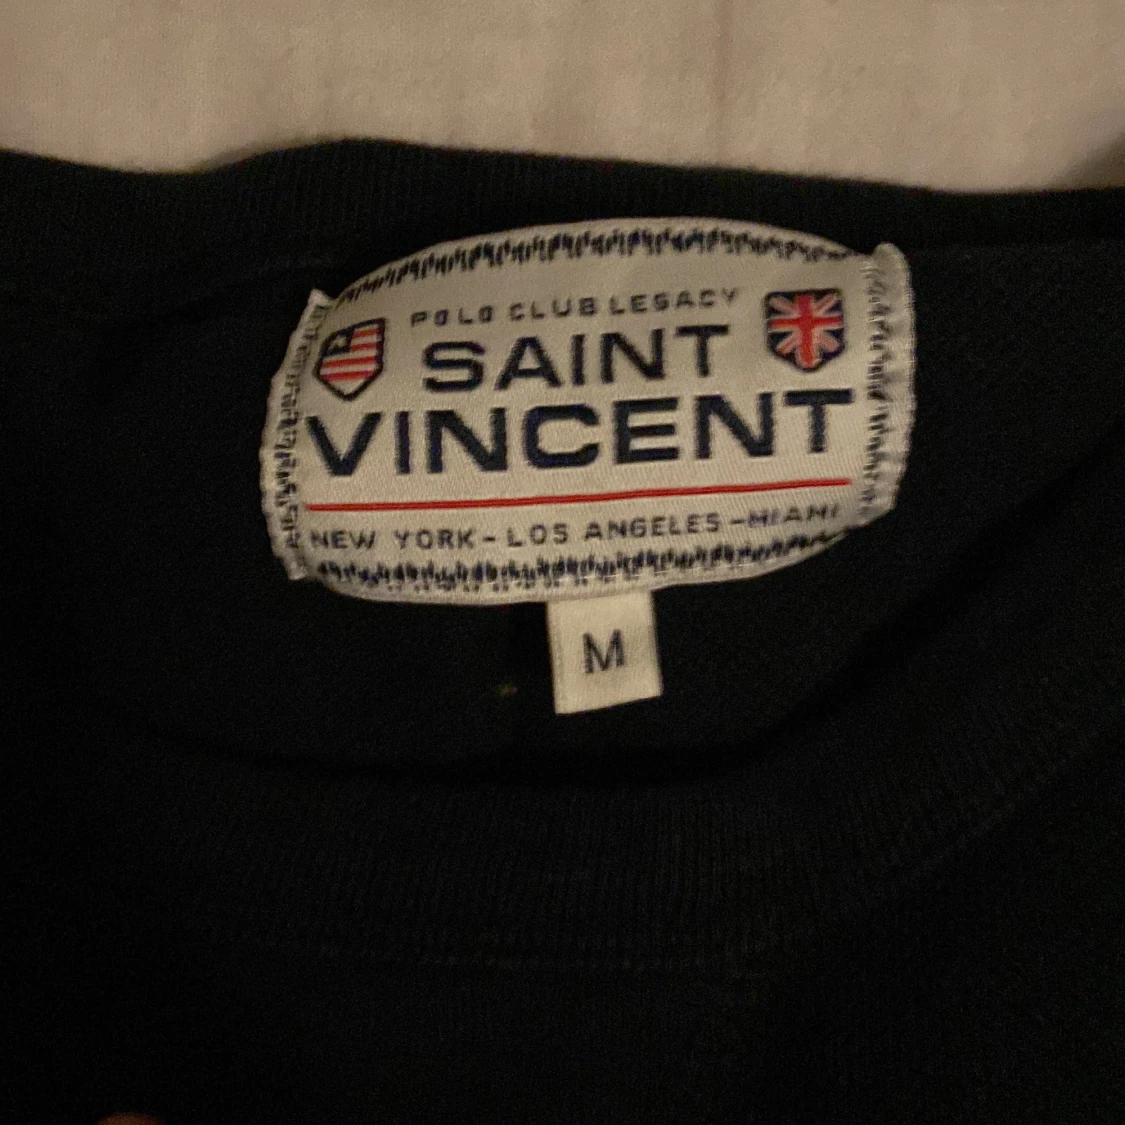 POLO CLUB LEGACY
SAINT
VINCENT
NEW YORK - LOS ANGELES - MIAMI
M